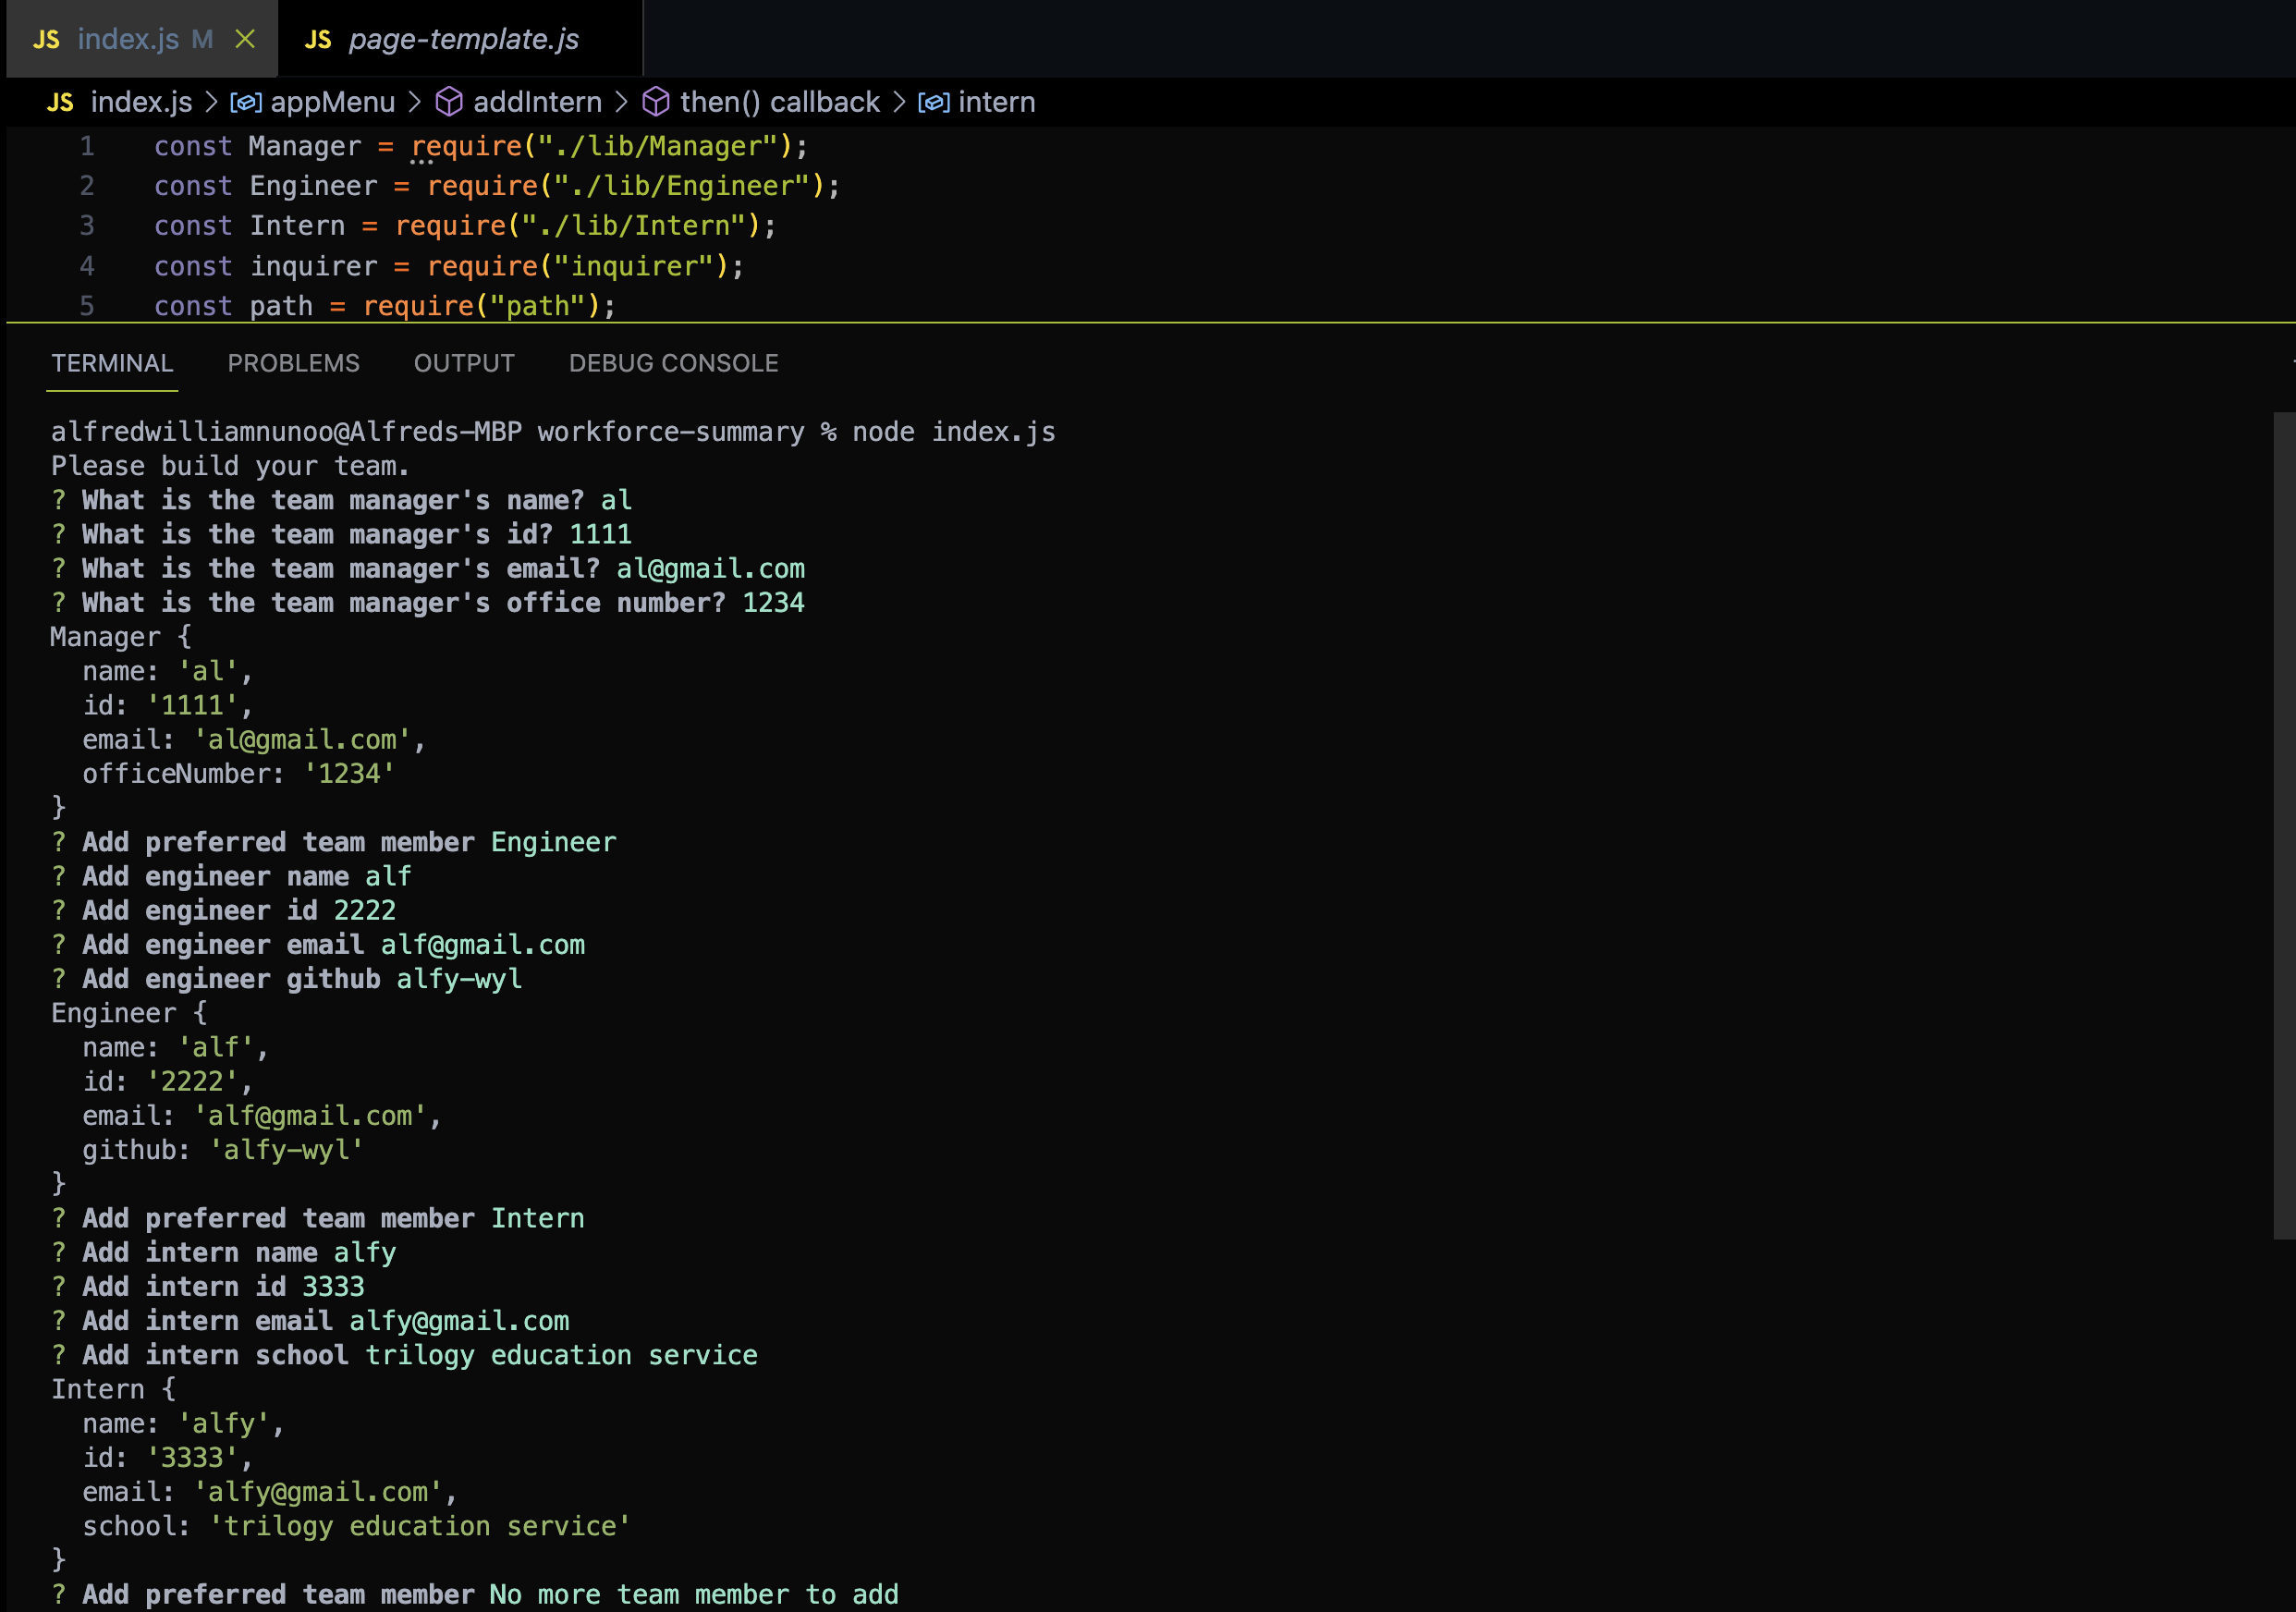 JS index.js M JS page-template.js
JS index.js > appMenu > addIntern > then() callback > intern
1 const Manager = require("./lib/Manager");
2 const Engineer = require("./lib/Engineer");
3 const Intern = require("./lib/Intern");
4 const inquirer = require("inquirer");
5 const path = require("path");
TERMINAL PROBLEMS OUTPUT DEBUG CONSOLE
alfredwilliamnunoo@Alfreds-MBP workforce-summary % node index.js
Please build your team.
? What is the team manager's name? al
? What is the team manager's id? 1111
? What is the team manager's email? al@gmail.com
? What is the team manager's office number? 1234
Manager {
  name: 'al',
  id: '1111',
  email: 'al@gmail.com',
  officeNumber: '1234'
}
? Add preferred team member Engineer
? Add engineer name alf
? Add engineer id 2222
? Add engineer email alf@gmail.com
? Add engineer github alfy-wyl
Engineer {
  name: 'alf',
  id: '2222',
  email: 'alf@gmail.com',
  github: 'alfy-wyl'
}
? Add preferred team member Intern
? Add intern name alfy
? Add intern id 3333
? Add intern email alfy@gmail.com
? Add intern school trilogy education service
Intern {
  name: 'alfy',
  id: '3333',
  email: 'alfy@gmail.com',
  school: 'trilogy education service'
}
? Add preferred team member No more team member to add